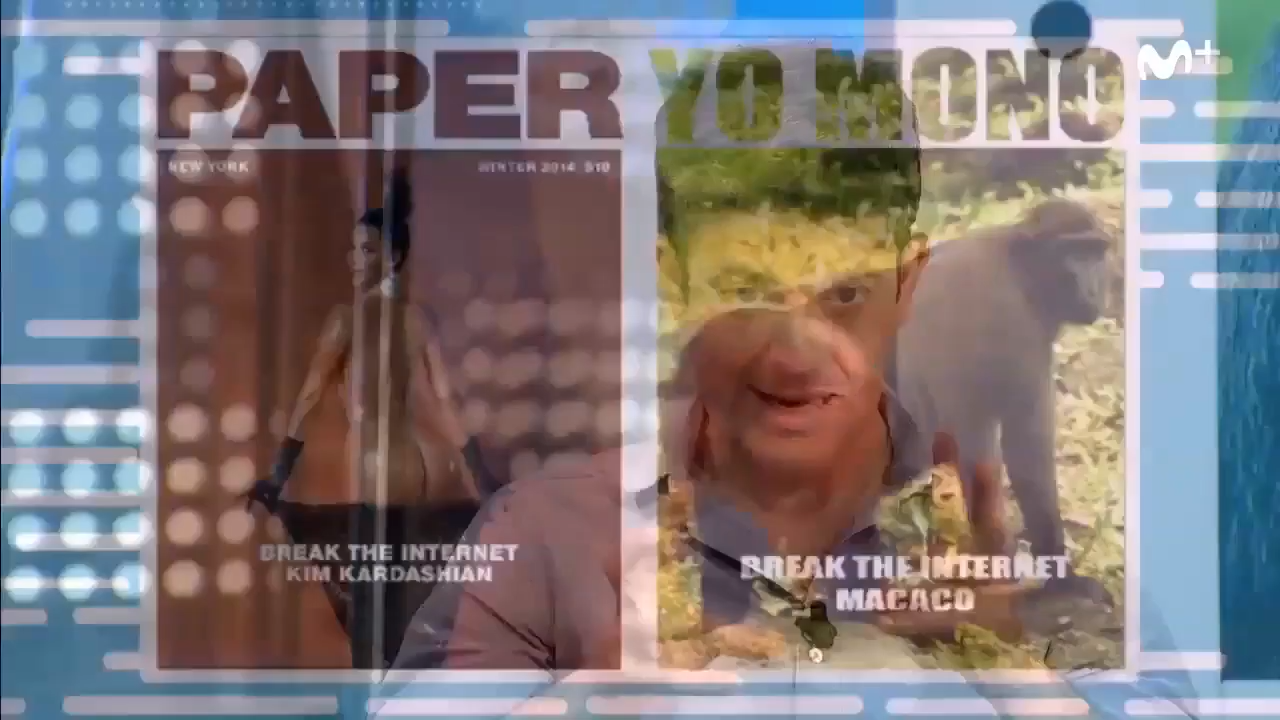 PAPER
NEW YORK WINTER 2014 $10
BREAK THE INTERNET
KIM KARDASHIAN
YO MONO
BREAK THE INTERNET
MACACO
M+